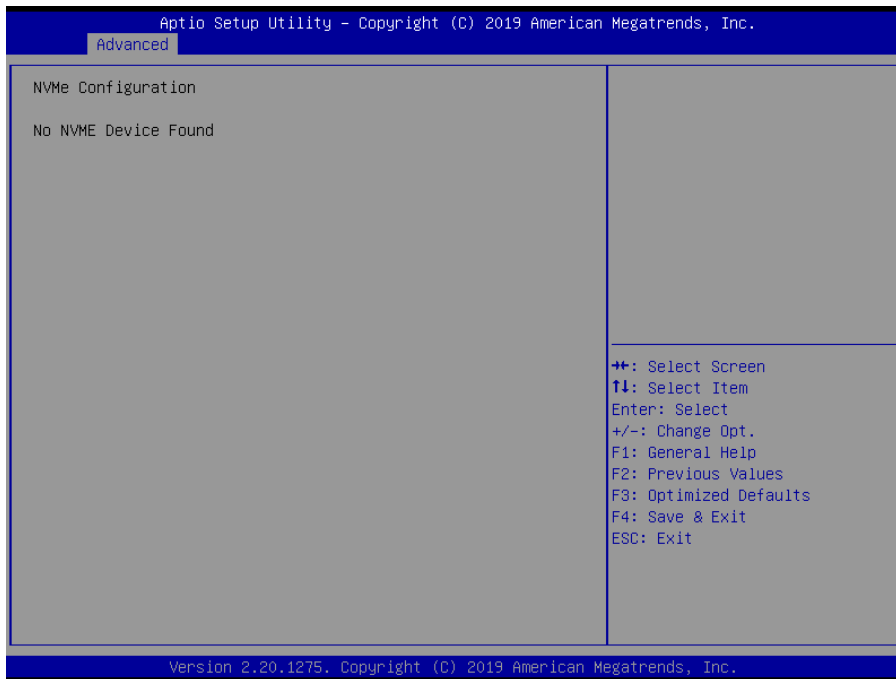 Aptio Setup Utility – Copyright (C) 2019 American Megatrends, Inc.
Advanced
NVMe Configuration
No NVME Device Found
→←: Select Screen
↑↓: Select Item
Enter: Select
+/-: Change Opt.
F1: General Help
F2: Previous Values
F3: Optimized Defaults
F4: Save & Exit
ESC: Exit
Version 2.20.1275. Copyright (C) 2019 American Megatrends, Inc.